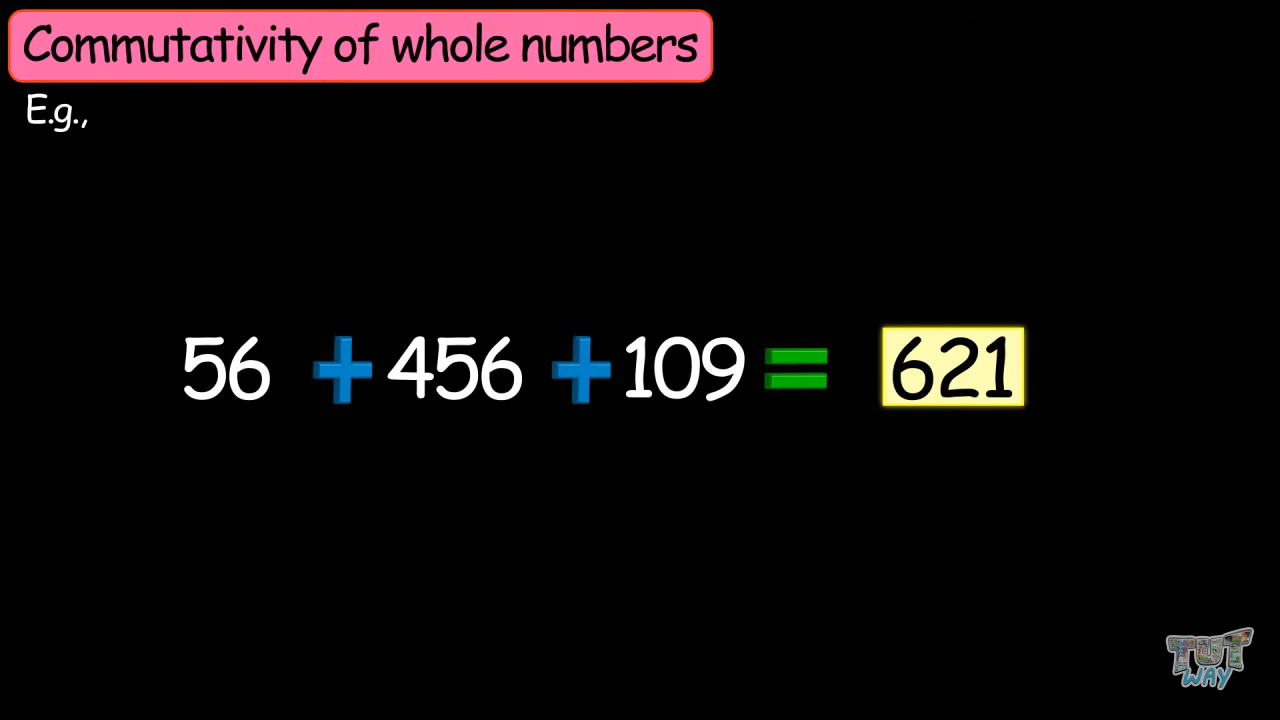 Commutativity of whole numbers
E.g.,
56 + 456 + 109 = 621
TUT
WAY